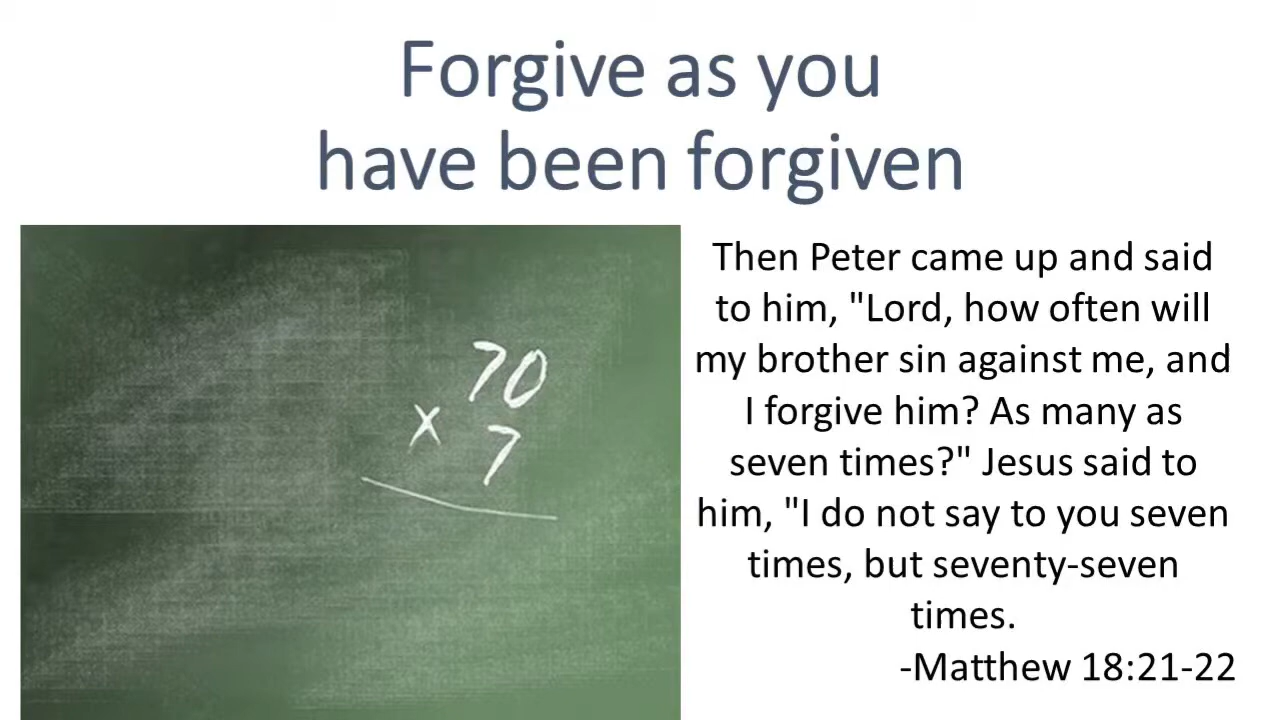 Forgive as you
have been forgiven
70
x 7
Then Peter came up and said
to him, "Lord, how often will
my brother sin against me, and
I forgive him? As many as
seven times?" Jesus said to
him, "I do not say to you seven
times, but seventy-seven
times.
-Matthew 18:21-22